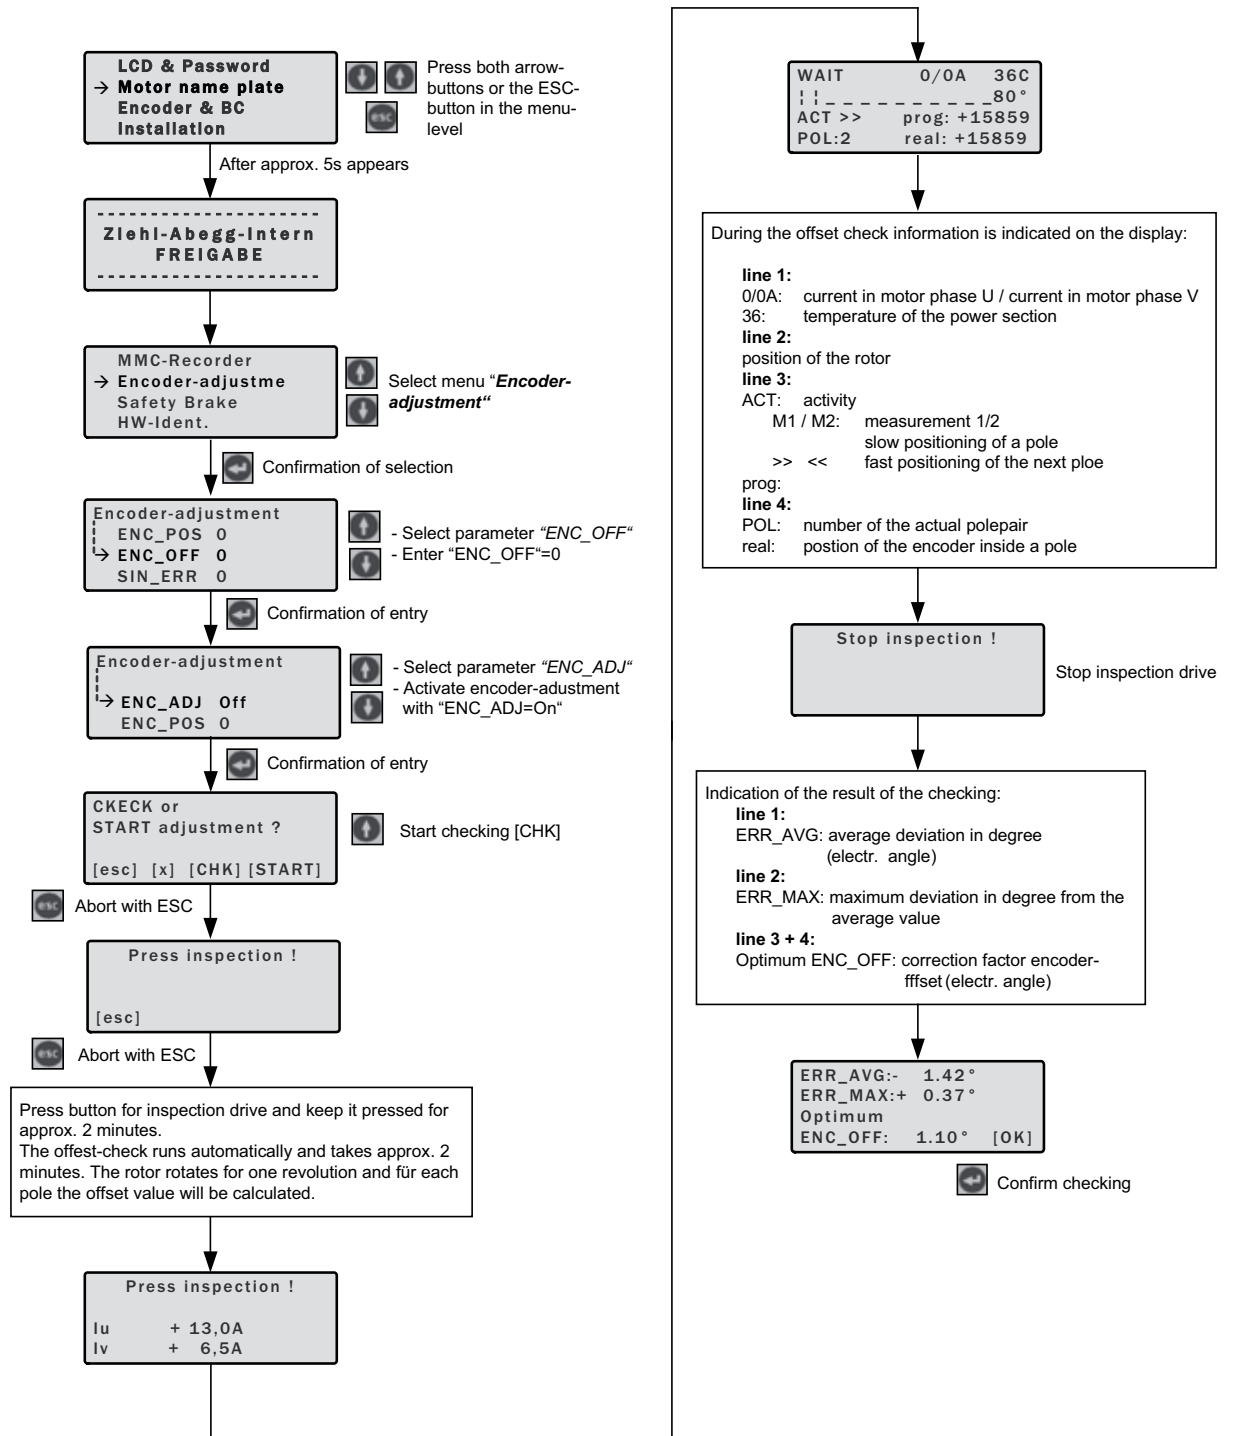 LCD & Password
→ Motor name plate
Encoder & BC
Installation
Press both arrow-
buttons or the ESC-
button in the menu-
level
esc
After approx. 5s appears
- - - - - - - - - - - - - - - - - - - -
Ziehl-Abegg-Intern
FREIGABE
- - - - - - - - - - - - - - - - - - - -
MMC-Recorder
→ Encoder-adjustme
Safety Brake
HW-Ident.
Select menu “Encoder-
adjustment“
Confirmation of selection
Encoder-adjustment
ENC_POS 0
→ ENC_OFF 0
SIN_ERR 0
- Select parameter “ENC_OFF“
- Enter “ENC_OFF“=0
Confirmation of entry
Encoder-adjustment
→ ENC_ADJ Off
ENC_POS 0
- Select parameter “ENC_ADJ“
- Activate encoder-adustment
with “ENC_ADJ=On“
Confirmation of entry
CKECK or
START adjustment ?
[esc] [x] [CHK] [START]
Start checking [CHK]
esc
Abort with ESC
Press inspection !
[esc]
esc
Abort with ESC
Press button for inspection drive and keep it pressed for
approx. 2 minutes.
The offest-check runs automatically and takes approx. 2
minutes. The rotor rotates for one revolution and für each
pole the offset value will be calculated.
Press inspection !
Iu + 13,0A
Iv + 6,5A
WAIT 0/0A 36C
¦¦_ _ _ _ _ _ _ _ _ _80°
ACT >> prog: +15859
POL:2 real: +15859
During the offset check information is indicated on the display:
line 1:
0/0A: current in motor phase U / current in motor phase V
36: temperature of the power section
line 2:
position of the rotor
line 3:
ACT: activity
M1 / M2: measurement 1/2
slow positioning of a pole
>> << fast positioning of the next ploe
prog:
line 4:
POL: number of the actual polepair
real: postion of the encoder inside a pole
Stop inspection !
Stop inspection drive
Indication of the result of the checking:
line 1:
ERR_AVG: average deviation in degree
(electr. angle)
line 2:
ERR_MAX: maximum deviation in degree from the
average value
line 3 + 4:
Optimum ENC_OFF: correction factor encoder-
fffset (electr. angle)
ERR_AVG:- 1.42°
ERR_MAX:+ 0.37°
Optimum
ENC_OFF: 1.10° [OK]
Confirm checking